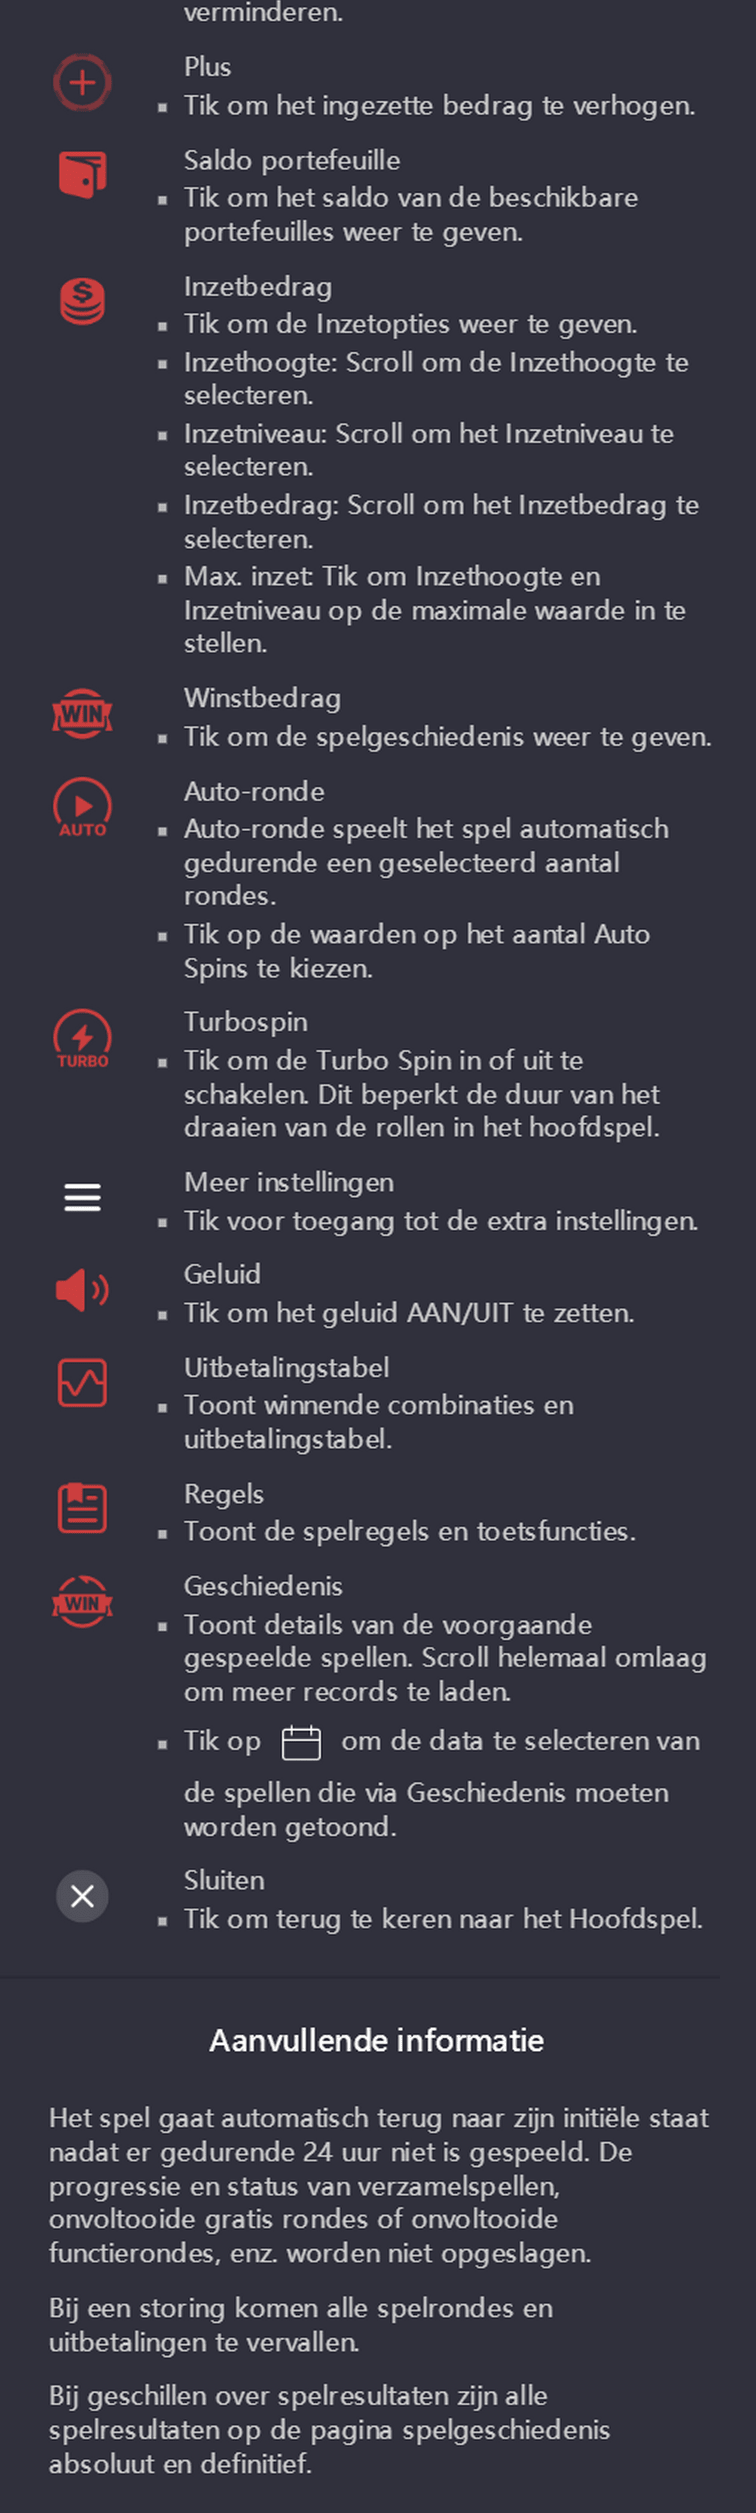 verminderen.
Plus
▪ Tik om het ingezette bedrag te verhogen.
Saldo portefeuille
▪ Tik om het saldo van de beschikbare
portefeuilles weer te geven.
Inzetbedrag
▪ Tik om de Inzetopties weer te geven.
▪ Inzethoogte: Scroll om de Inzethoogte te
selecteren.
▪ Inzetniveau: Scroll om het Inzetniveau te
selecteren.
▪ Inzetbedrag: Scroll om het Inzetbedrag te
selecteren.
▪ Max. inzet: Tik om Inzethoogte en
Inzetniveau op de maximale waarde in te
stellen.
WIN
Winstbedrag
▪ Tik om de spelgeschiedenis weer te geven.
AUTO
Auto-ronde
▪ Auto-ronde speelt het spel automatisch
gedurende een geselecteerd aantal
rondes.
▪ Tik op de waarden op het aantal Auto
Spins te kiezen.
TURBO
Turbospin
▪ Tik om de Turbo Spin in of uit te
schakelen. Dit beperkt de duur van het
draaien van de rollen in het hoofdspel.
Meer instellingen
▪ Tik voor toegang tot de extra instellingen.
Geluid
▪ Tik om het geluid AAN/UIT te zetten.
Uitbetalingstabel
▪ Toont winnende combinaties en
uitbetalingstabel.
Regels
▪ Toont de spelregels en toetsfuncties.
WIN
Geschiedenis
▪ Toont details van de voorgaande
gespeelde spellen. Scroll helemaal omlaag
om meer records te laden.
▪ Tik op om de data te selecteren van
de spellen die via Geschiedenis moeten
worden getoond.
Sluiten
▪ Tik om terug te keren naar het Hoofdspel.
Aanvullende informatie
Het spel gaat automatisch terug naar zijn initiële staat
nadat er gedurende 24 uur niet is gespeeld. De
progressie en status van verzamelspellen,
onvoltooide gratis rondes of onvoltooide
functierondes, enz. worden niet opgeslagen.
Bij een storing komen alle spelrondes en
uitbetalingen te vervallen.
Bij geschillen over spelresultaten zijn alle
spelresultaten op de pagina spelgeschiedenis
absoluut en definitief.